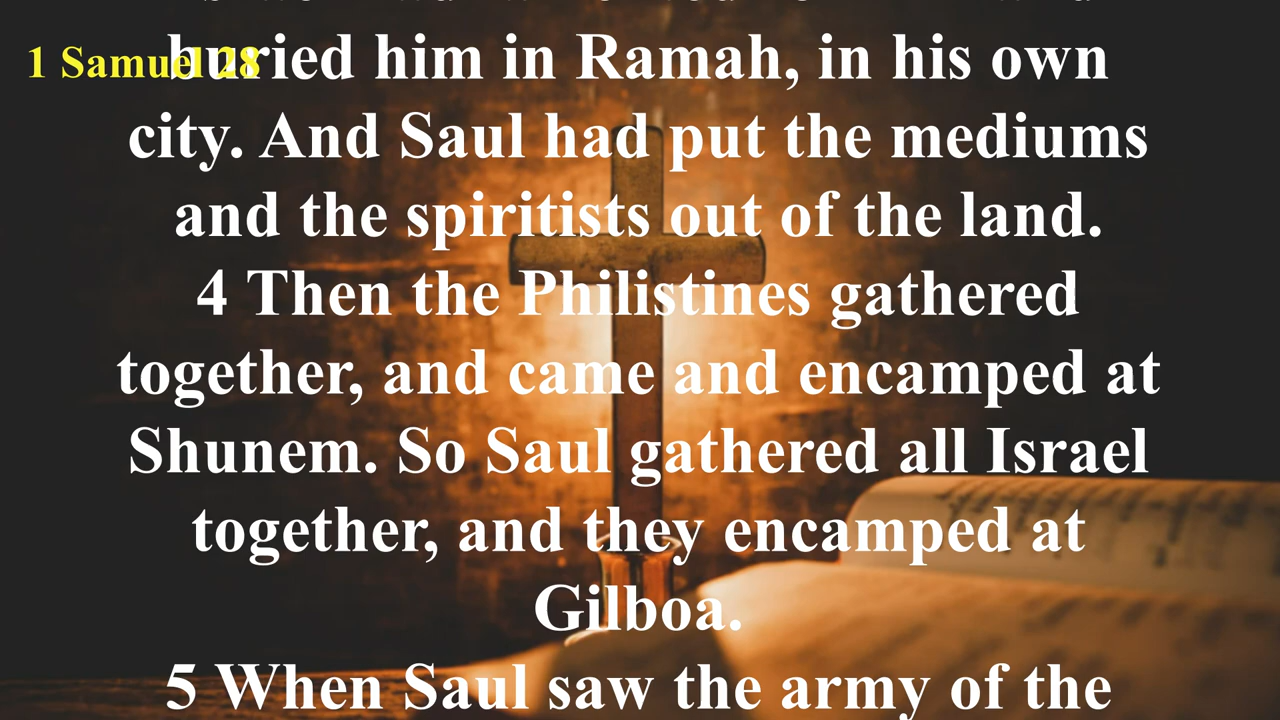 1 Samuel 28
buried him in Ramah, in his own
city. And Saul had put the mediums
and the spiritists out of the land.
4 Then the Philistines gathered
together, and came and encamped at
Shunem. So Saul gathered all Israel
together, and they encamped at
Gilboa.
5 When Saul saw the army of the